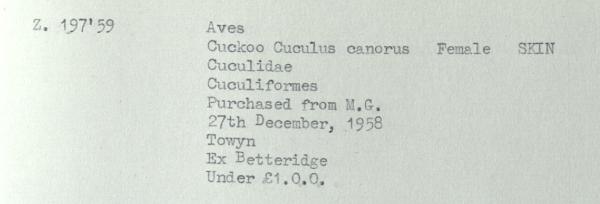 Z. 197'59 Aves
Cuckoo Cuculus canorus Female SKIN
Cuculidae
Cuculiformes
Purchased from M.G.
27th December, 1958
Towyn
Ex Betteridge
Under £1.0.0.